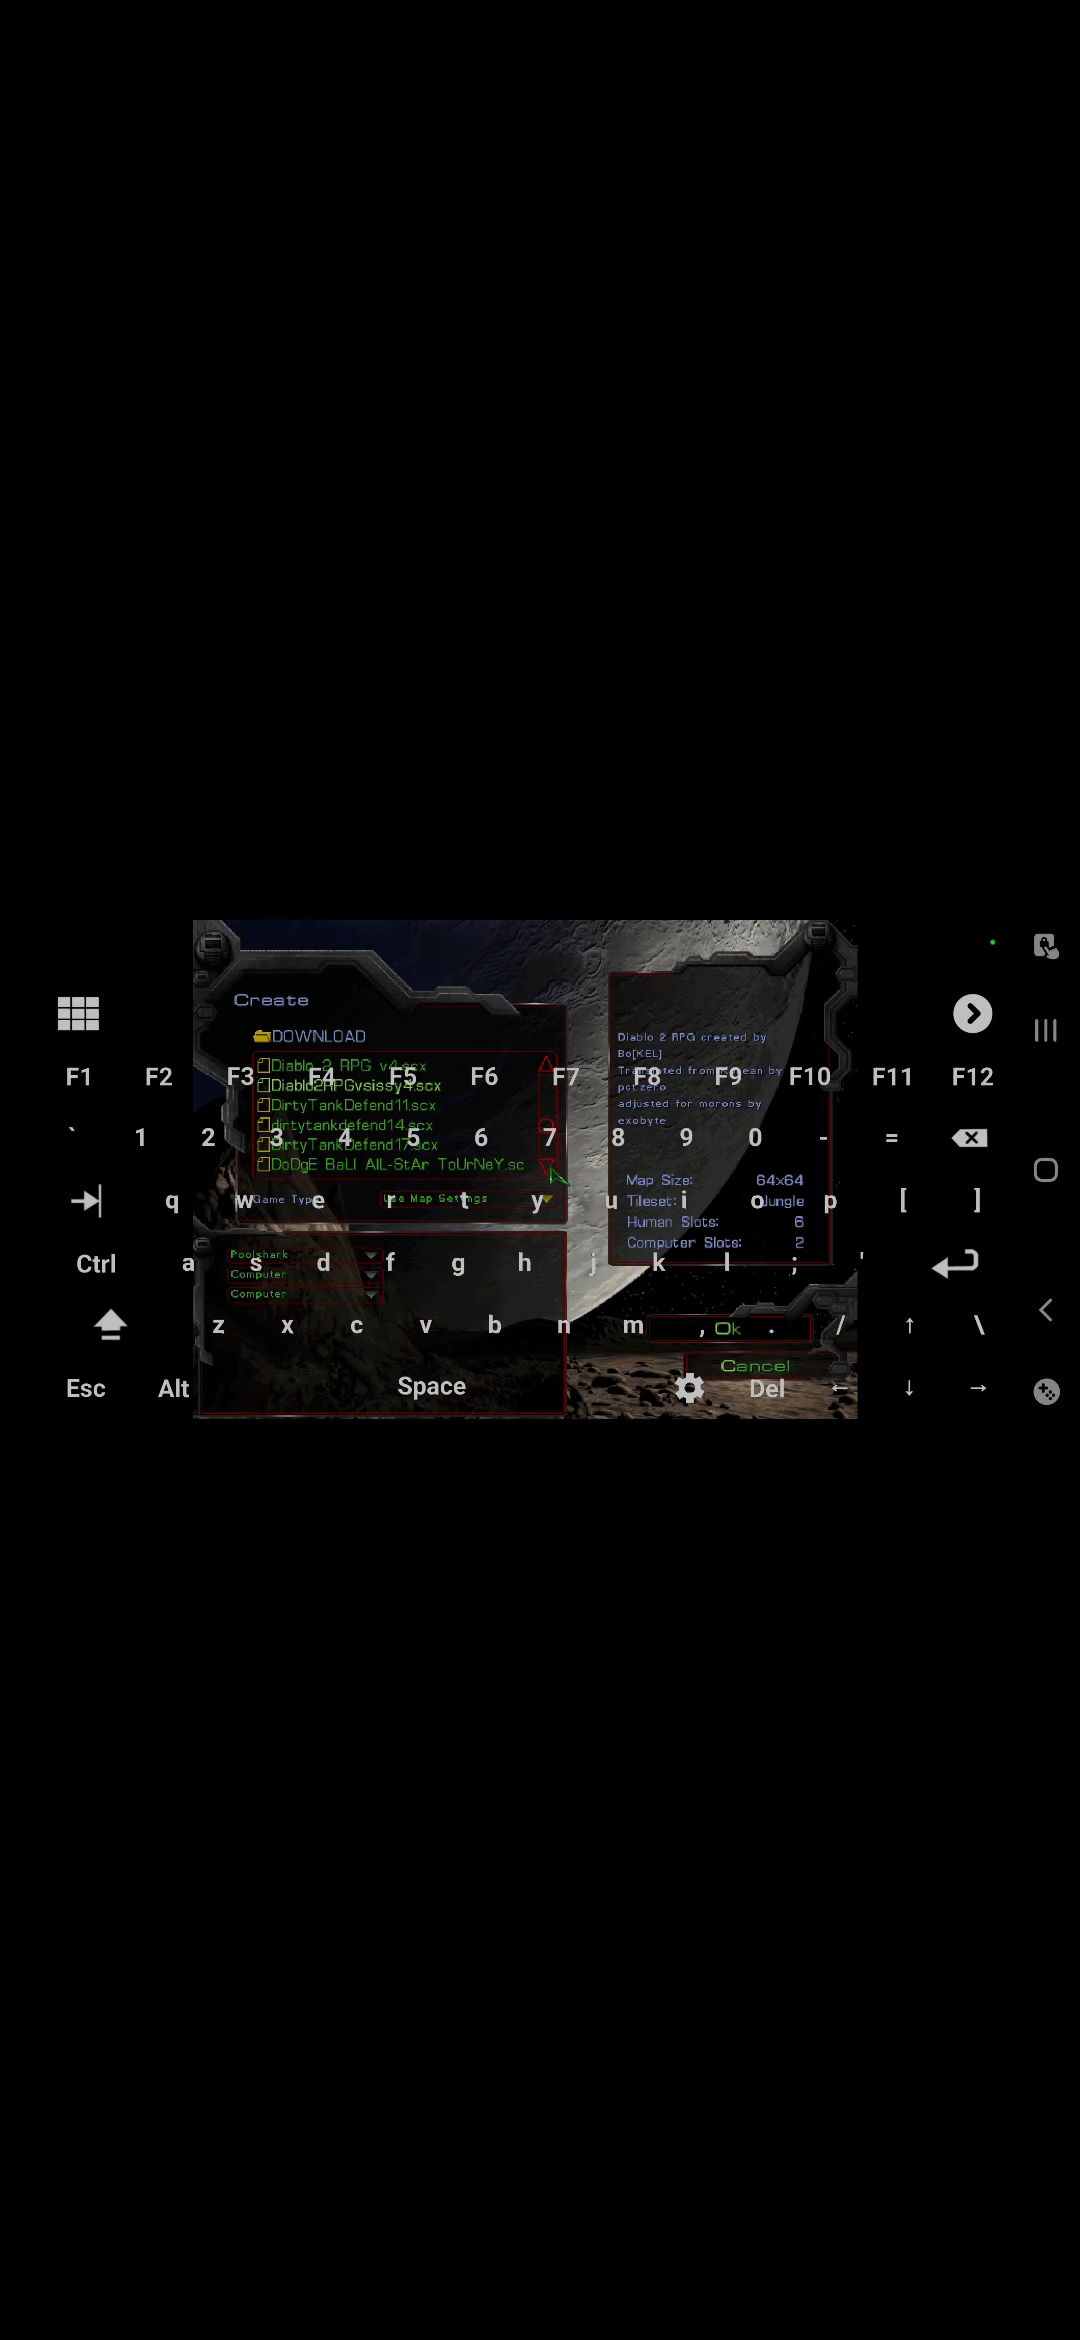 Create
DOWNLOAD
Diablo 2 RPG v4.scx
Diablo2RPGvsissy4.scx
DirtyTankDefend11.scx
dirtytankdefend14.scx
DirtyTankDefend17.scx
DoDgE BaLl AlL-StAr ToUrNeY.sc
Game Type
Use Map Settings
Poolshark
Computer
Computer
Diablo 2 RPG created by
Bo[KEL]
Translated from korean by
adjusted for morons by
exobyte
Map Size: 64x64
Tileset: Jungle
Human Slots: 6
Computer Slots: 2
Ok
Cancel
F1 F2 F3 F4 F5 F6 F7 F8 F9 F10 F11 F12
` 1 2 3 4 5 6 7 8 9 0 - =
q w e r t y u i o p [ ]
Ctrl a s d f g h j k l ; '
z x c v b n m , . / ↑ \
Esc Alt Space Del ← ↓ →